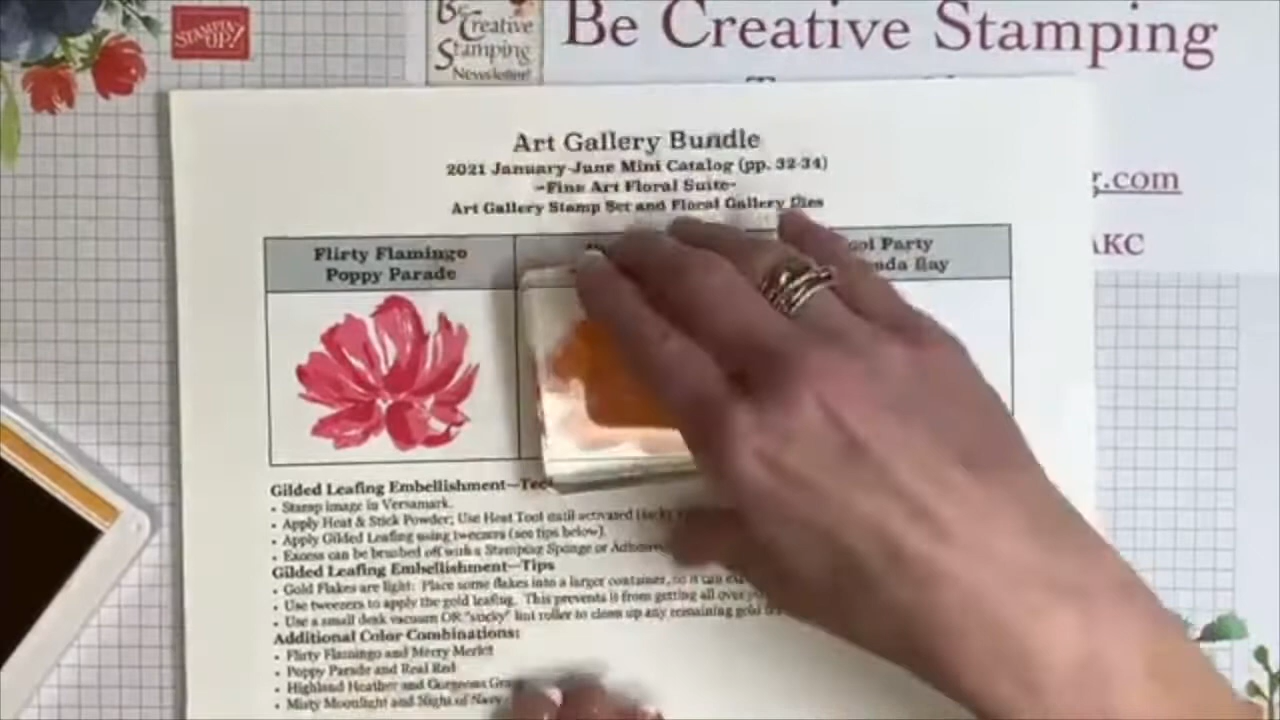 STAMPIN' UP!
Be
Creative
Stamping
Newsletter!
Be Creative Stamping
.com
KC
Art Gallery Bundle
2021 January-June Mini Catalog (pp. 32-34)
~Fine Art Floral Suite~
Art Gallery Stamp Set and Floral Gallery Dies
Flirty Flamingo
Poppy Parade
Party
Bay
Gilded Leafing Embellishment—
• Stamp image in Versamark.
• Apply Heat & Stick Powder; Use Heat Tool until activated
• Apply Gilded Leafing using tweezers (see tips below).
• Excess can be brushed off with a Stamping Sponge or
Gilded Leafing Embellishment—Tips
• Gold Flakes are light: Place some flakes into a larger container, so it can
• Use tweezers to apply the gold leafing. This prevents it from getting all over
• Use a small desk vacuum OR "sticky" lint roller to clean up any remaining gold
Additional Color Combinations:
• Flirty Flamingo and Merry Merlot
• Poppy Parade and Real Red
• Highland Heather and Gorgeous
• Misty Moonlight and Night of Navy